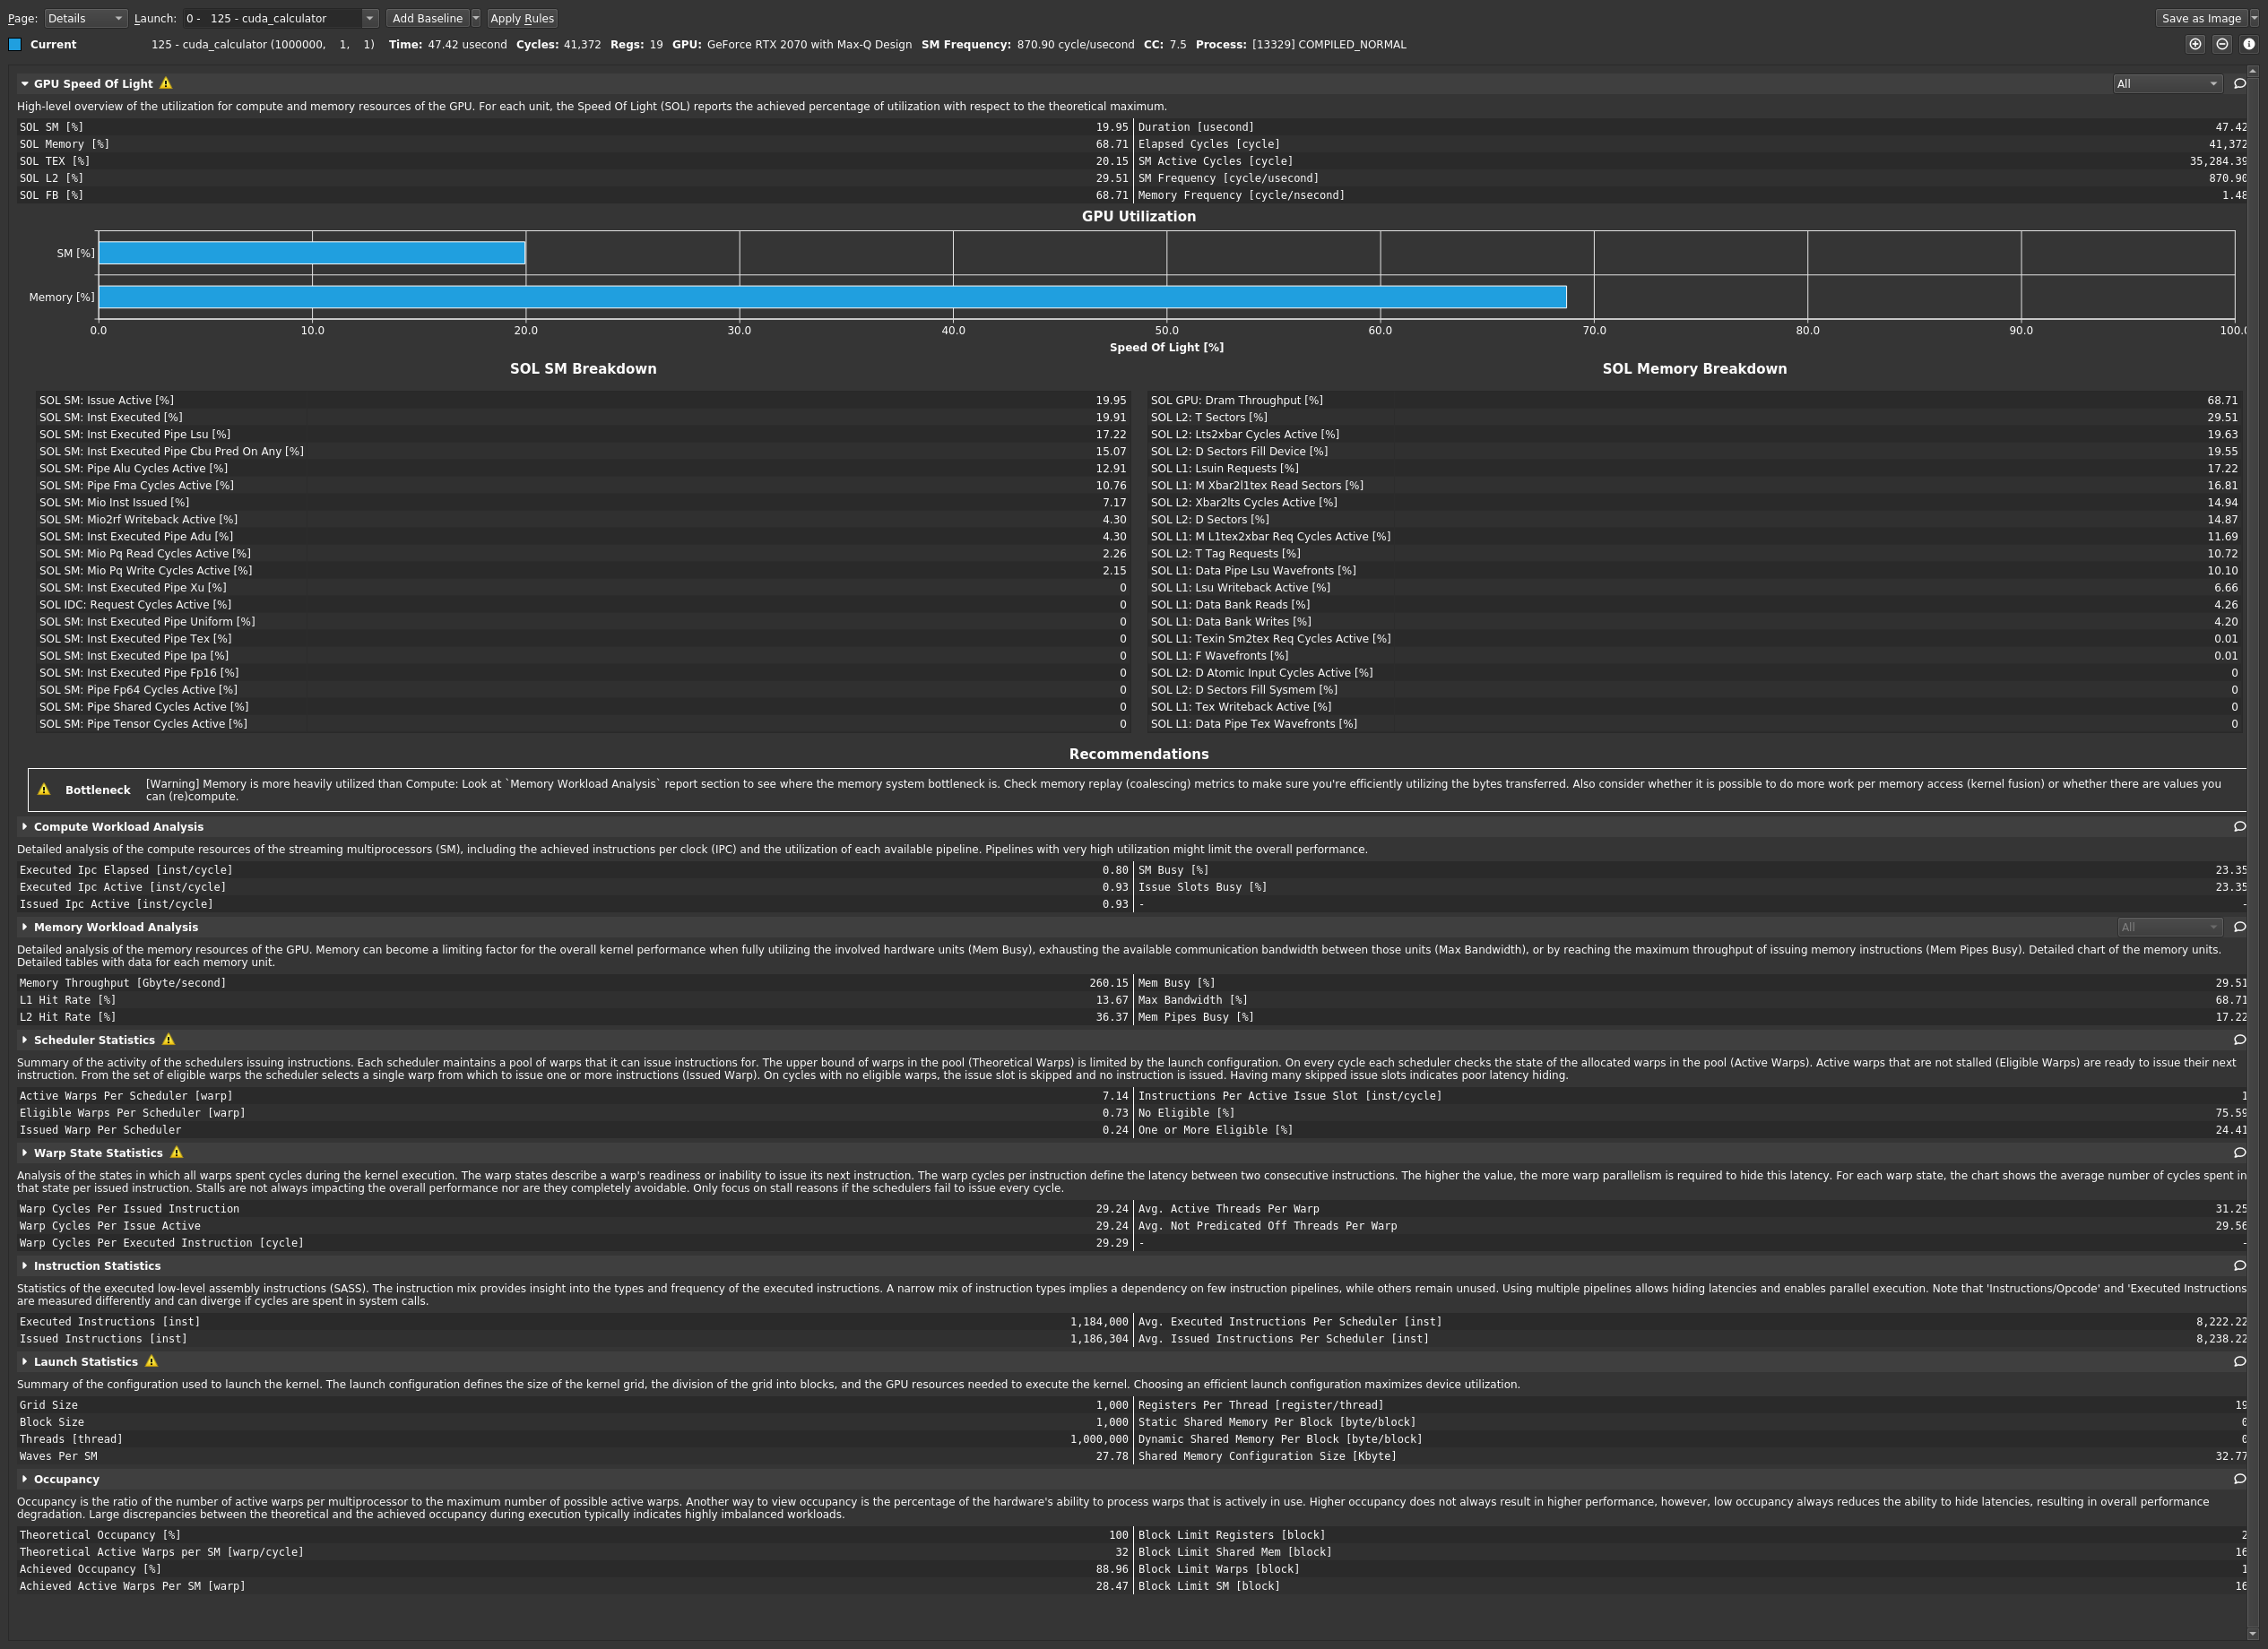 Page: Details Launch: 0 - 125 - cuda_calculator Add Baseline Apply Rules Save as Image
Current 125 - cuda_calculator (1000000, 1, 1) Time: 47.42 usecond Cycles: 41,372 Regs: 19 GPU: GeForce RTX 2070 with Max-Q Design SM Frequency: 870.90 cycle/usecond CC: 7.5 Process: [13329] COMPILED_NORMAL
GPU Speed Of Light All
High-level overview of the utilization for compute and memory resources of the GPU. For each unit, the Speed Of Light (SOL) reports the achieved percentage of utilization with respect to the theoretical maximum.
SOL SM [%] 19.95 Duration [usecond] 47.42
SOL Memory [%] 68.71 Elapsed Cycles [cycle] 41,372
SOL TEX [%] 20.15 SM Active Cycles [cycle] 35,284.39
SOL L2 [%] 29.51 SM Frequency [cycle/usecond] 870.90
SOL FB [%] 68.71 Memory Frequency [cycle/nsecond] 1.48
GPU Utilization
SM [%]
Memory [%]
0.0 10.0 20.0 30.0 40.0 50.0 60.0 70.0 80.0 90.0 100.0
Speed Of Light [%]
SOL SM Breakdown SOL Memory Breakdown
SOL SM: Issue Active [%] 19.95 SOL GPU: Dram Throughput [%] 68.71
SOL SM: Inst Executed [%] 19.91 SOL L2: T Sectors [%] 29.51
SOL SM: Inst Executed Pipe Lsu [%] 17.22 SOL L2: Lts2xbar Cycles Active [%] 19.63
SOL SM: Inst Executed Pipe Cbu Pred On Any [%] 15.07 SOL L2: D Sectors Fill Device [%] 19.55
SOL SM: Pipe Alu Cycles Active [%] 12.91 SOL L1: Lsuin Requests [%] 17.22
SOL SM: Pipe Fma Cycles Active [%] 10.76 SOL L1: M Xbar2l1tex Read Sectors [%] 16.81
SOL SM: Mio Inst Issued [%] 7.17 SOL L2: Xbar2lts Cycles Active [%] 14.94
SOL SM: Mio2rf Writeback Active [%] 4.30 SOL L2: D Sectors [%] 14.87
SOL SM: Inst Executed Pipe Adu [%] 4.30 SOL L1: M L1tex2xbar Req Cycles Active [%] 11.69
SOL SM: Mio Pq Read Cycles Active [%] 2.26 SOL L2: T Tag Requests [%] 10.72
SOL SM: Mio Pq Write Cycles Active [%] 2.15 SOL L1: Data Pipe Lsu Wavefronts [%] 10.10
SOL SM: Inst Executed Pipe Xu [%] 0 SOL L1: Lsu Writeback Active [%] 6.66
SOL IDC: Request Cycles Active [%] 0 SOL L1: Data Bank Reads [%] 4.26
SOL SM: Inst Executed Pipe Uniform [%] 0 SOL L1: Data Bank Writes [%] 4.20
SOL SM: Inst Executed Pipe Tex [%] 0 SOL L1: Texin Sm2tex Req Cycles Active [%] 0.01
SOL SM: Inst Executed Pipe Ipa [%] 0 SOL L1: F Wavefronts [%] 0.01
SOL SM: Inst Executed Pipe Fp16 [%] 0 SOL L2: D Atomic Input Cycles Active [%] 0
SOL SM: Pipe Fp64 Cycles Active [%] 0 SOL L2: D Sectors Fill Sysmem [%] 0
SOL SM: Pipe Shared Cycles Active [%] 0 SOL L1: Tex Writeback Active [%] 0
SOL SM: Pipe Tensor Cycles Active [%] 0 SOL L1: Data Pipe Tex Wavefronts [%] 0
Recommendations
Bottleneck [Warning] Memory is more heavily utilized than Compute: Look at `Memory Workload Analysis` report section to see where the memory system bottleneck is. Check memory replay (coalescing) metrics to make sure you're efficiently utilizing the bytes transferred. Also consider whether it is possible to do more work per memory access (kernel fusion) or whether there are values you
can (re)compute.
Compute Workload Analysis
Detailed analysis of the compute resources of the streaming multiprocessors (SM), including the achieved instructions per clock (IPC) and the utilization of each available pipeline. Pipelines with very high utilization might limit the overall performance.
Executed Ipc Elapsed [inst/cycle] 0.80 SM Busy [%] 23.35
Executed Ipc Active [inst/cycle] 0.93 Issue Slots Busy [%] 23.35
Issued Ipc Active [inst/cycle] 0.93 - -
Memory Workload Analysis All
Detailed analysis of the memory resources of the GPU. Memory can become a limiting factor for the overall kernel performance when fully utilizing the involved hardware units (Mem Busy), exhausting the available communication bandwidth between those units (Max Bandwidth), or by reaching the maximum throughput of issuing memory instructions (Mem Pipes Busy). Detailed chart of the memory units.
Detailed tables with data for each memory unit.
Memory Throughput [Gbyte/second] 260.15 Mem Busy [%] 29.51
L1 Hit Rate [%] 13.67 Max Bandwidth [%] 68.71
L2 Hit Rate [%] 36.37 Mem Pipes Busy [%] 17.22
Scheduler Statistics
Summary of the activity of the schedulers issuing instructions. Each scheduler maintains a pool of warps that it can issue instructions for. The upper bound of warps in the pool (Theoretical Warps) is limited by the launch configuration. On every cycle each scheduler checks the state of the allocated warps in the pool (Active Warps). Active warps that are not stalled (Eligible Warps) are ready to issue their next
instruction. From the set of eligible warps the scheduler selects a single warp from which to issue one or more instructions (Issued Warp). On cycles with no eligible warps, the issue slot is skipped and no instruction is issued. Having many skipped issue slots indicates poor latency hiding.
Active Warps Per Scheduler [warp] 7.14 Instructions Per Active Issue Slot [inst/cycle] 1
Eligible Warps Per Scheduler [warp] 0.73 No Eligible [%] 75.59
Issued Warp Per Scheduler 0.24 One or More Eligible [%] 24.41
Warp State Statistics
Analysis of the states in which all warps spent cycles during the kernel execution. The warp states describe a warp's readiness or inability to issue its next instruction. The warp cycles per instruction define the latency between two consecutive instructions. The higher the value, the more warp parallelism is required to hide this latency. For each warp state, the chart shows the average number of cycles spent in
that state per issued instruction. Stalls are not always impacting the overall performance nor are they completely avoidable. Only focus on stall reasons if the schedulers fail to issue every cycle.
Warp Cycles Per Issued Instruction 29.24 Avg. Active Threads Per Warp 31.25
Warp Cycles Per Issue Active 29.24 Avg. Not Predicated Off Threads Per Warp 29.56
Warp Cycles Per Executed Instruction [cycle] 29.29 - -
Instruction Statistics
Statistics of the executed low-level assembly instructions (SASS). The instruction mix provides insight into the types and frequency of the executed instructions. A narrow mix of instruction types implies a dependency on few instruction pipelines, while others remain unused. Using multiple pipelines allows hiding latencies and enables parallel execution. Note that 'Instructions/Opcode' and 'Executed Instructions
are measured differently and can diverge if cycles are spent in system calls.
Executed Instructions [inst] 1,184,000 Avg. Executed Instructions Per Scheduler [inst] 8,222.22
Issued Instructions [inst] 1,186,304 Avg. Issued Instructions Per Scheduler [inst] 8,238.22
Launch Statistics
Summary of the configuration used to launch the kernel. The launch configuration defines the size of the kernel grid, the division of the grid into blocks, and the GPU resources needed to execute the kernel. Choosing an efficient launch configuration maximizes device utilization.
Grid Size 1,000 Registers Per Thread [register/thread] 19
Block Size 1,000 Static Shared Memory Per Block [byte/block] 0
Threads [thread] 1,000,000 Dynamic Shared Memory Per Block [byte/block] 0
Waves Per SM 27.78 Shared Memory Configuration Size [Kbyte] 32.77
Occupancy
Occupancy is the ratio of the number of active warps per multiprocessor to the maximum number of possible active warps. Another way to view occupancy is the percentage of the hardware's ability to process warps that is actively in use. Higher occupancy does not always result in higher performance, however, low occupancy always reduces the ability to hide latencies, resulting in overall performance
degradation. Large discrepancies between the theoretical and the achieved occupancy during execution typically indicates highly imbalanced workloads.
Theoretical Occupancy [%] 100 Block Limit Registers [block] 2
Theoretical Active Warps per SM [warp/cycle] 32 Block Limit Shared Mem [block] 16
Achieved Occupancy [%] 88.96 Block Limit Warps [block] 1
Achieved Active Warps Per SM [warp] 28.47 Block Limit SM [block] 16